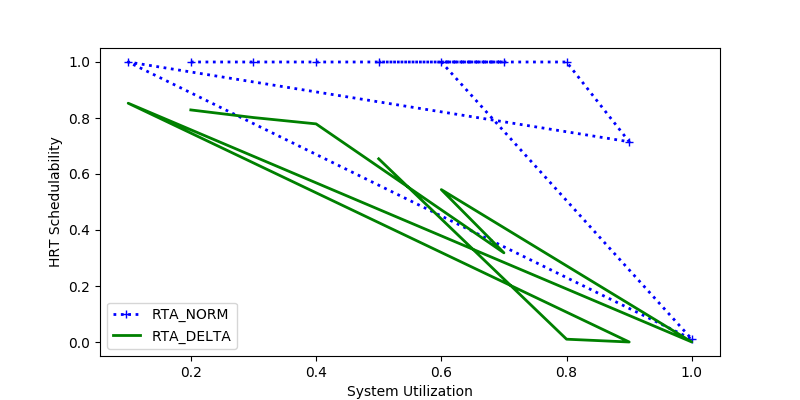 1.0
0.8
0.6
0.4
0.2
0.0
HRT Schedulability
RTA_NORM
RTA_DELTA
0.2 0.4 0.6 0.8 1.0
System Utilization